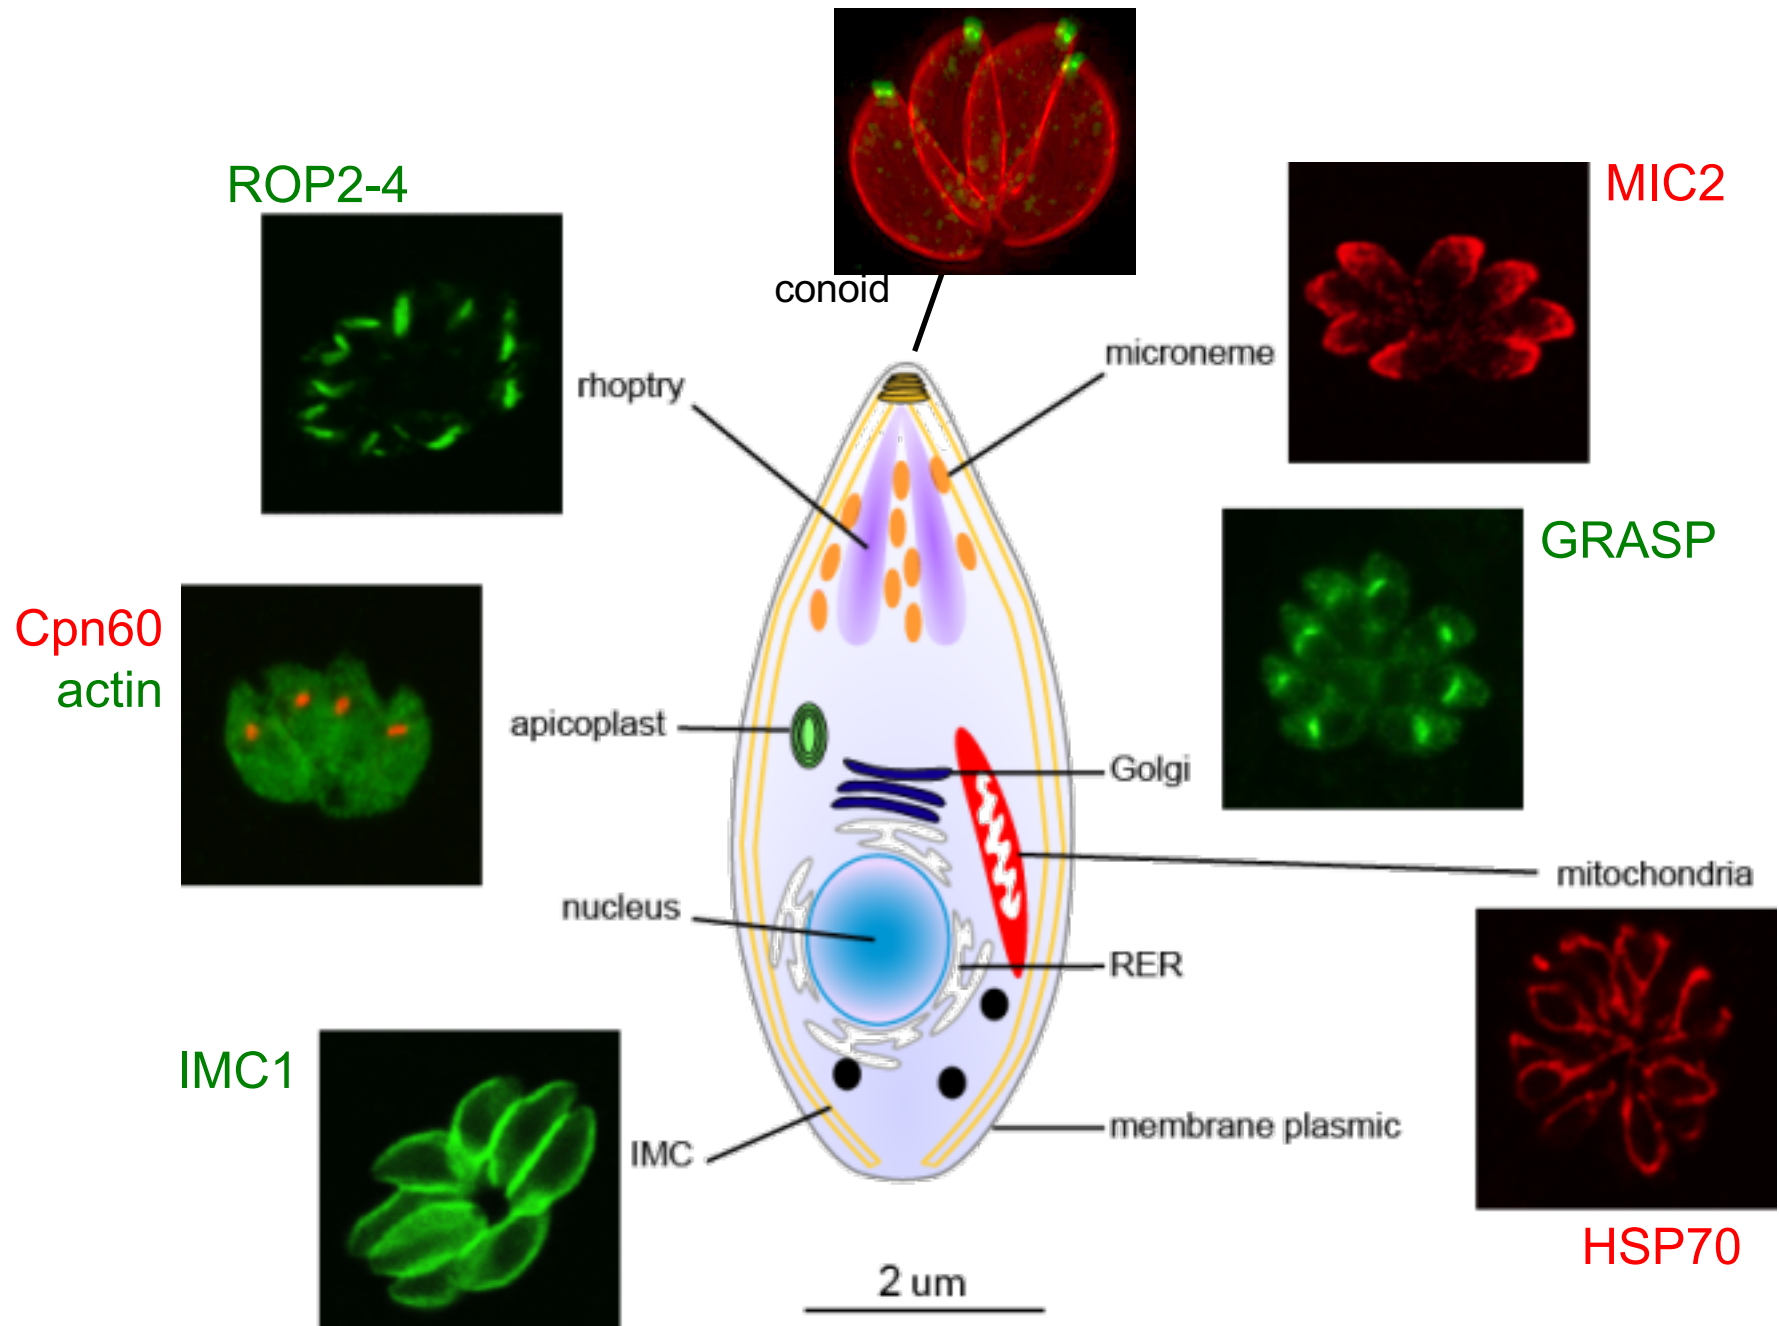 ROP2-4
MIC2
conoid
microneme
rhoptry
GRASP
Cpn60
actin
apicoplast
Golgi
mitochondria
nucleus
RER
IMC1
membrane plasmic
IMC
HSP70
2 um